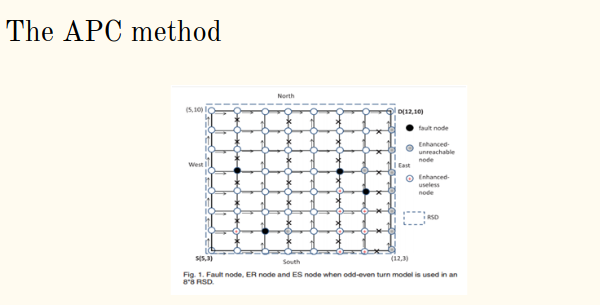 The APC method
North
(5,10)
D(12,10)
fault node
Enhanced-
unreachable
node
West
East
Enhanced-
useless
node
RSD
S(5,3)
South
(12,3)
Fig. 1. Fault node, ER node and ES node when odd-even turn model is used in an
8*8 RSD.